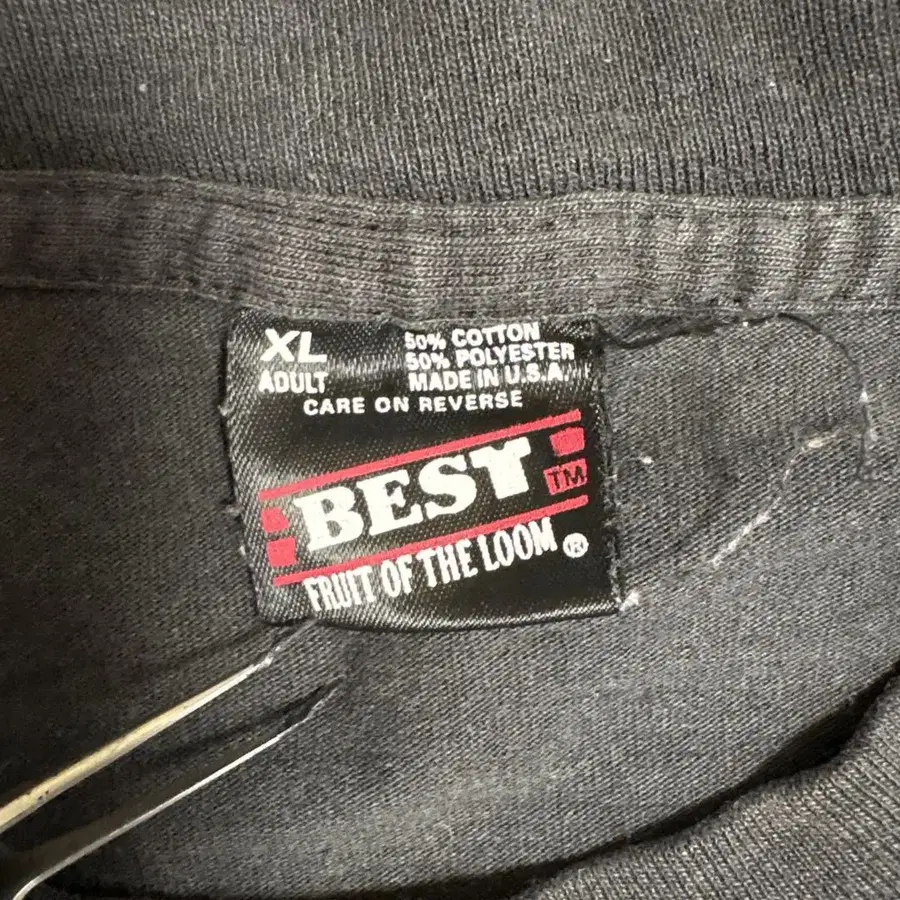 XL
ADULT
50% COTTON
50% POLYESTER
MADE IN U.S.A.
CARE ON REVERSE
BEST TM
FRUIT OF THE LOOM ®